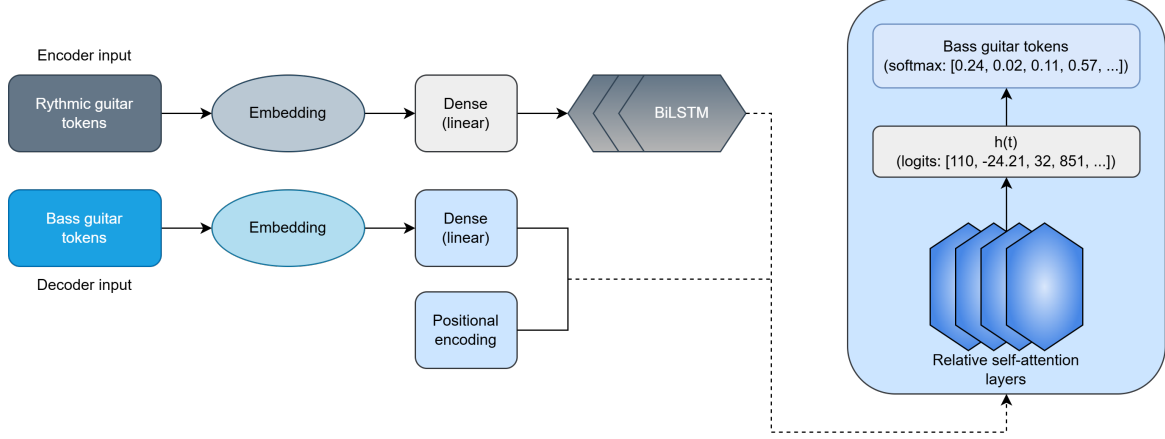 Encoder input
Rythmic guitar
tokens
Embedding
Dense
(linear)
BiLSTM
Bass guitar
tokens
Embedding
Dense
(linear)
Decoder input
Positional
encoding
Bass guitar tokens
(softmax: [0.24, 0.02, 0.11, 0.57, ...])
h(t)
(logits: [110, -24.21, 32, 851, ...])
Relative self-attention
layers